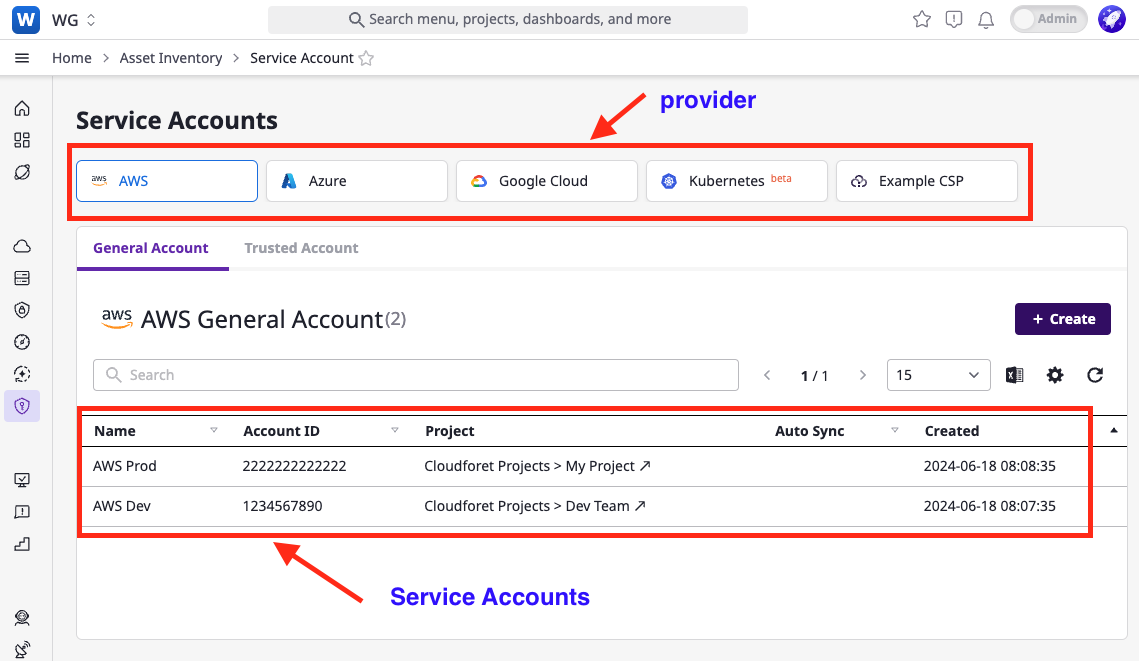 W WG Search menu, projects, dashboards, and more Admin
Home > Asset Inventory > Service Account
provider
Service Accounts
aws AWS Azure Google Cloud Kubernetes beta Example CSP
General Account Trusted Account
aws AWS General Account(2) + Create
Search 1 / 1 15
Name Account ID Project Auto Sync Created
AWS Prod 2222222222222 Cloudforet Projects > My Project 2024-06-18 08:08:35
AWS Dev 1234567890 Cloudforet Projects > Dev Team 2024-06-18 08:07:35
Service Accounts